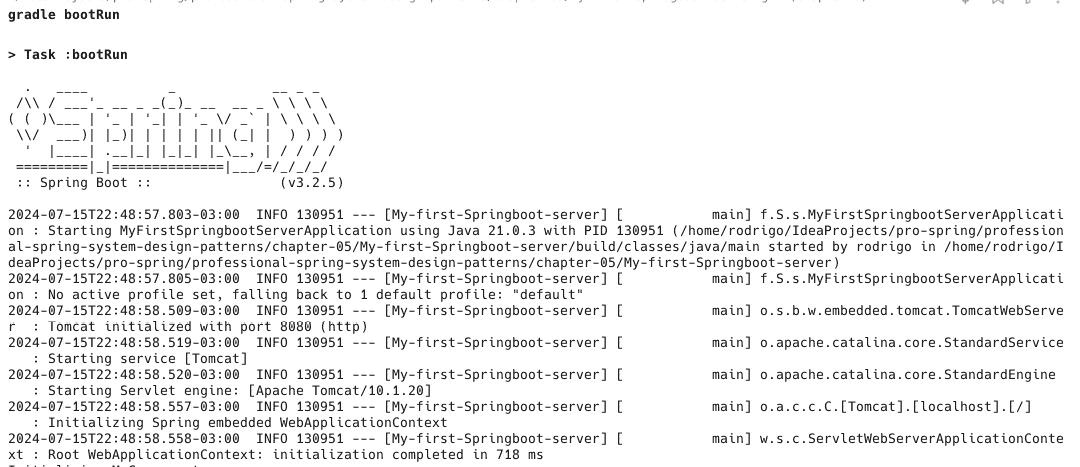 gradle bootRun
> Task :bootRun
  .   ____          _            __ _ _
 /\\ / ___'_ __ _ _(_)_ __  __ _ \ \ \ \
( ( )\___ | '_ | '_| | '_ \/ _` | \ \ \ \
 \\/  ___)| |_)| | | | | || (_| |  ) ) ) )
  '  |____| .__|_| |_|_| |_\__, | / / / /
 =========|_|==============|___/=/_/_/_/
 :: Spring Boot ::                (v3.2.5)
2024-07-15T22:48:57.803-03:00  INFO 130951 --- [My-first-Springboot-server] [           main] f.S.s.MyFirstSpringbootServerApplicati
on : Starting MyFirstSpringbootServerApplication using Java 21.0.3 with PID 130951 (/home/rodrigo/IdeaProjects/pro-spring/profession
al-spring-system-design-patterns/chapter-05/My-first-Springboot-server/build/classes/java/main started by rodrigo in /home/rodrigo/I
deaProjects/pro-spring/professional-spring-system-design-patterns/chapter-05/My-first-Springboot-server)
2024-07-15T22:48:57.805-03:00  INFO 130951 --- [My-first-Springboot-server] [           main] f.S.s.MyFirstSpringbootServerApplicati
on : No active profile set, falling back to 1 default profile: "default"
2024-07-15T22:48:58.509-03:00  INFO 130951 --- [My-first-Springboot-server] [           main] o.s.b.w.embedded.tomcat.TomcatWebServe
r  : Tomcat initialized with port 8080 (http)
2024-07-15T22:48:58.519-03:00  INFO 130951 --- [My-first-Springboot-server] [           main] o.apache.catalina.core.StandardService
   : Starting service [Tomcat]
2024-07-15T22:48:58.520-03:00  INFO 130951 --- [My-first-Springboot-server] [           main] o.apache.catalina.core.StandardEngine
   : Starting Servlet engine: [Apache Tomcat/10.1.20]
2024-07-15T22:48:58.557-03:00  INFO 130951 --- [My-first-Springboot-server] [           main] o.a.c.c.C.[Tomcat].[localhost].[/]
   : Initializing Spring embedded WebApplicationContext
2024-07-15T22:48:58.558-03:00  INFO 130951 --- [My-first-Springboot-server] [           main] w.s.c.ServletWebServerApplicationConte
xt : Root WebApplicationContext: initialization completed in 718 ms